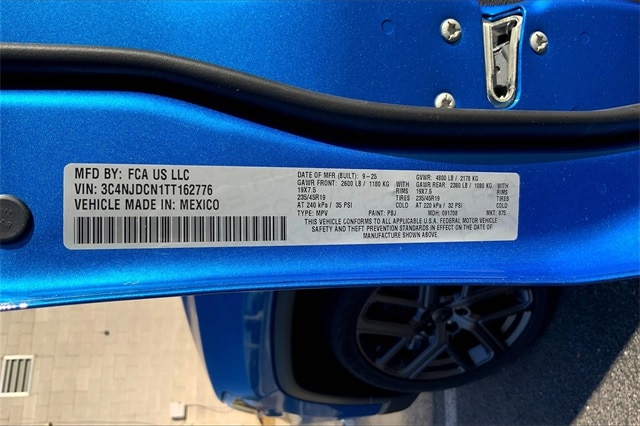 MFD BY: FCA US LLC
VIN: 3C4NJDCN1TT162776
VEHICLE MADE IN: MEXICO
DATE OF MFR (BUILT): 9-25 GVWR: 4800 LB / 2178 KG
GAWR FRONT: 2600 LB / 1180 KG WITH GAWR REAR: 2380 LB / 1080 KG WITH
19X7.5 RIMS 19X7.5 RIMS
235/45R19 TIRES 235/45R19 TIRES
AT 240 kPa / 35 PSI COLD AT 220 kPa / 32 PSI COLD
TYPE: MPV PAINT: PBJ MDH: 091708 MKT: 875
THIS VEHICLE CONFORMS TO ALL APPLICABLE U.S.A. FEDERAL MOTOR VEHICLE
SAFETY AND THEFT STANDARDS IN EFFECT ON THE DATE OF
MANUFACTURE SHOWN ABOVE.